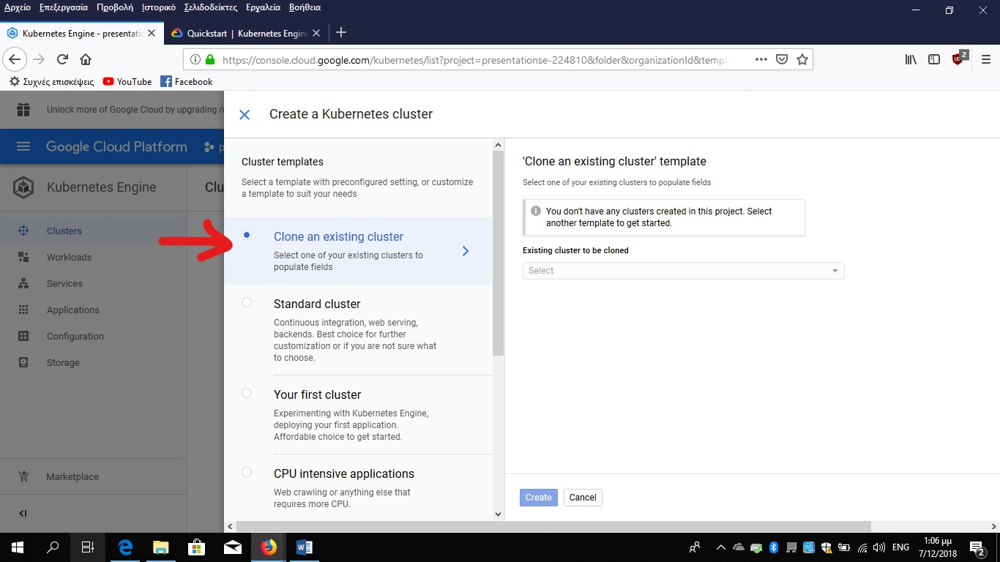 Αρχείο Επεξεργασία Προβολή Ιστορικό Σελιδοδείκτες Εργαλεία Βοήθεια
Kubernetes Engine - presentatio
Quickstart | Kubernetes Engine
https://console.cloud.google.com/kubernetes/list?project=presentationse-224810&folder&organizationId&templ
2
Συχνές επισκέψεις
YouTube
Facebook
Unlock more of Google Cloud by upgrading n
Google Cloud Platform
p
Kubernetes Engine
Clu
Clusters
Workloads
Services
Applications
Configuration
Storage
Marketplace
Create a Kubernetes cluster
Cluster templates
Select a template with preconfigured setting, or customize
a template to suit your needs
Clone an existing cluster
Select one of your existing clusters to
populate fields
Standard cluster
Continuous integration, web serving,
backends. Best choice for further
customization or if you are not sure what
to choose.
Your first cluster
Experimenting with Kubernetes Engine,
deploying your first application.
Affordable choice to get started.
CPU intensive applications
Web crawling or anything else that
requires more CPU.
'Clone an existing cluster' template
Select one of your existing clusters to populate fields
You don't have any clusters created in this project. Select
another template to get started.
Existing cluster to be cloned
Select
Create
Cancel
ENG
1:06 μμ
7/12/2018
2